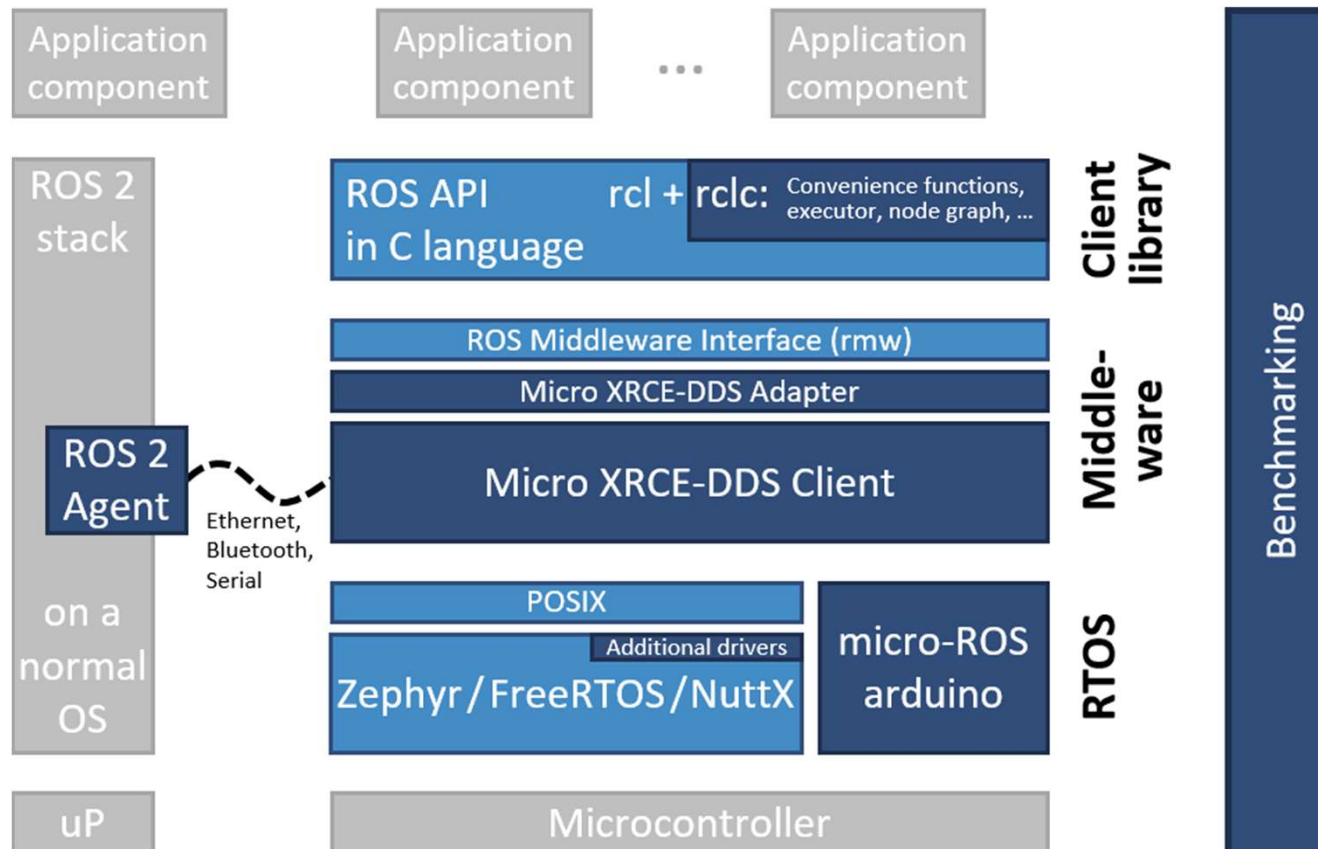 Application
component
Application
component
...
Application
component
ROS 2
stack
ROS 2
Agent
on a
normal
OS
uP
Ethernet,
Bluetooth,
Serial
ROS API
in C language
rcl + rclc:
Convenience functions,
executor, node graph, ...
Client
library
ROS Middleware Interface (rmw)
Micro XRCE-DDS Adapter
Micro XRCE-DDS Client
Middle-
ware
POSIX
Additional drivers
Zephyr/FreeRTOS/NuttX
micro-ROS
arduino
RTOS
Microcontroller
Benchmarking